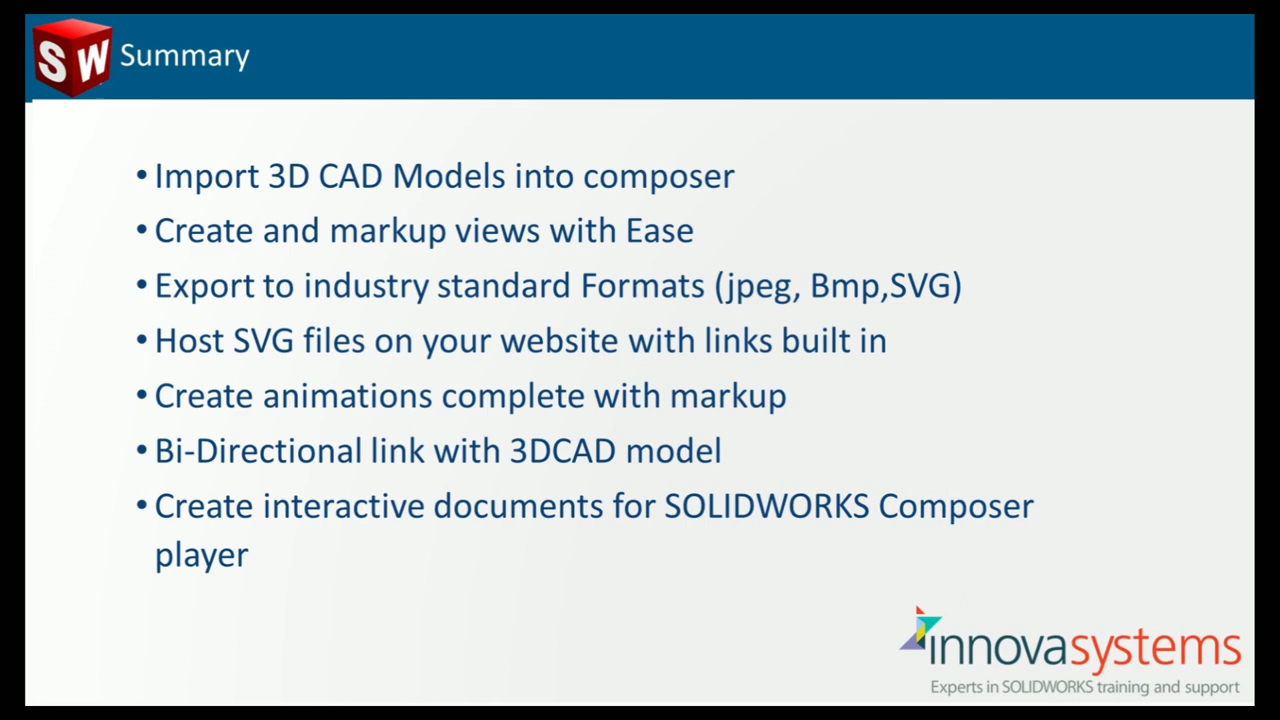 SW
Summary
• Import 3D CAD Models into composer
• Create and markup views with Ease
• Export to industry standard Formats (jpeg, Bmp,SVG)
• Host SVG files on your website with links built in
• Create animations complete with markup
• Bi-Directional link with 3DCAD model
• Create interactive documents for SOLIDWORKS Composer
player
innovasystems
Experts in SOLIDWORKS training and support